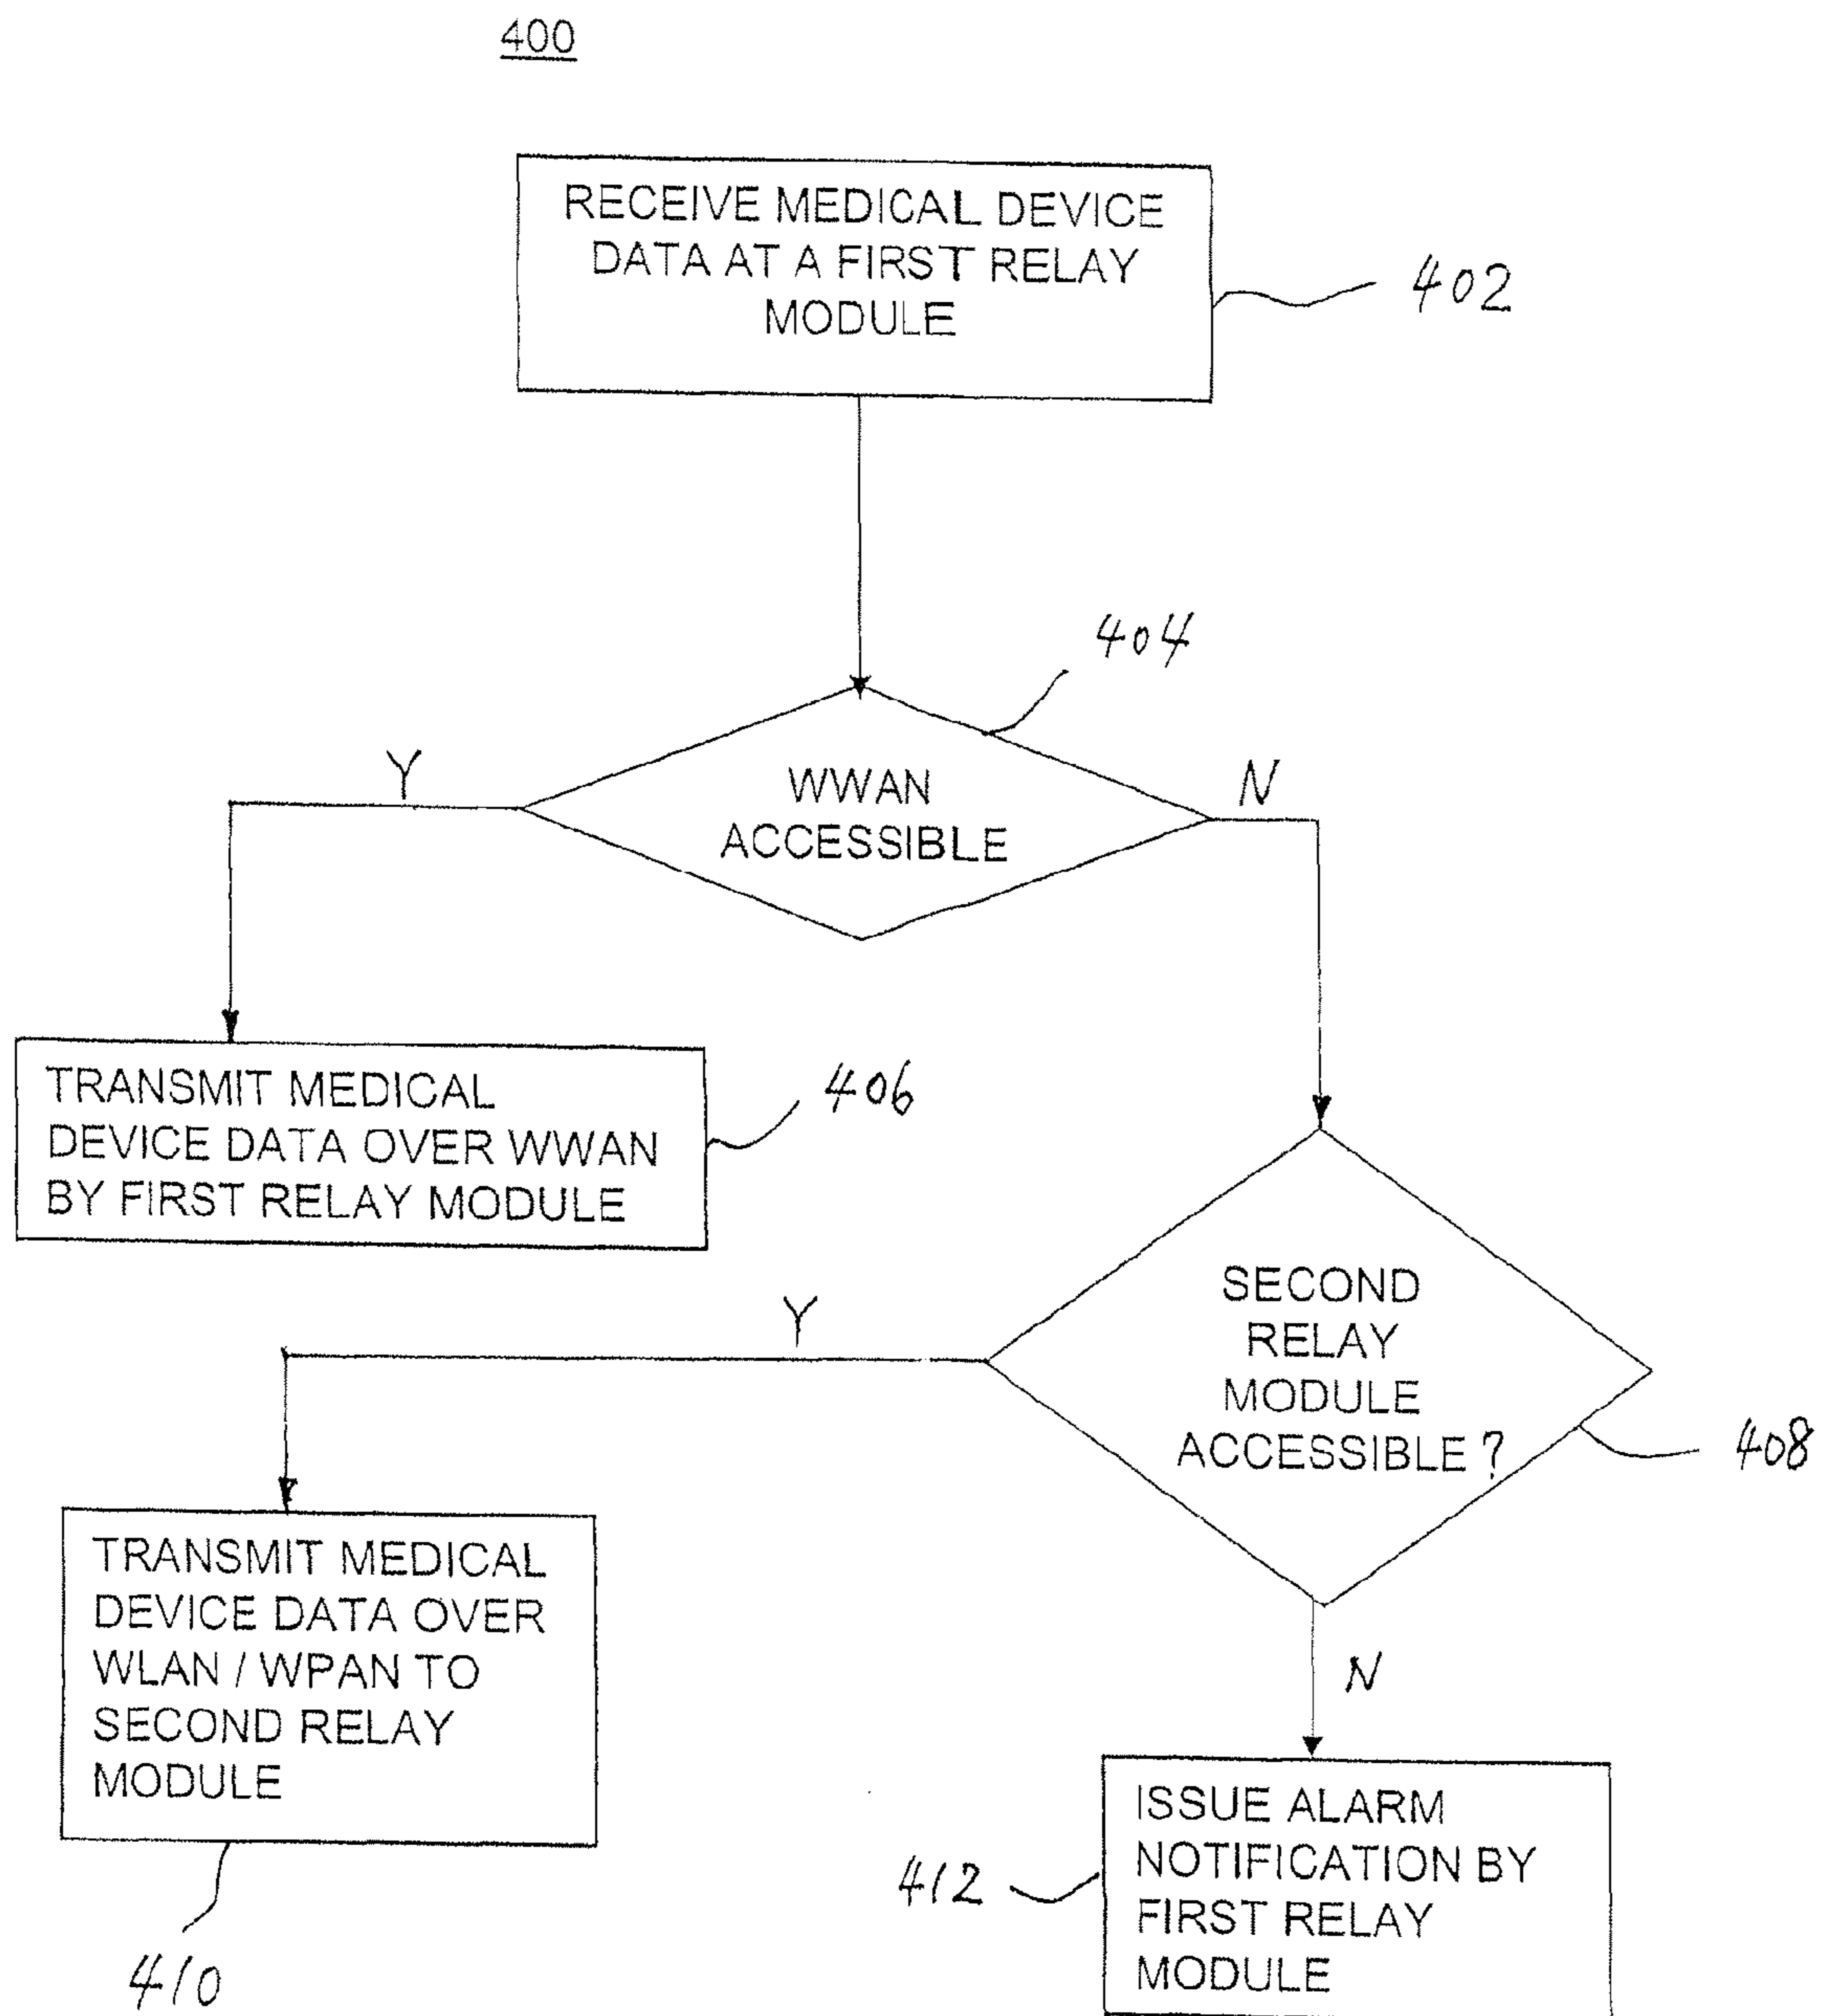 400
RECEIVE MEDICAL DEVICE
DATA AT A FIRST RELAY
MODULE
402
404
WWAN
ACCESSIBLE
Y
N
TRANSMIT MEDICAL
DEVICE DATA OVER WWAN
BY FIRST RELAY MODULE
406
SECOND
RELAY
MODULE
ACCESSIBLE ?
408
Y
N
TRANSMIT MEDICAL
DEVICE DATA OVER
WLAN / WPAN TO
SECOND RELAY
MODULE
410
ISSUE ALARM
NOTIFICATION BY
FIRST RELAY
MODULE
412